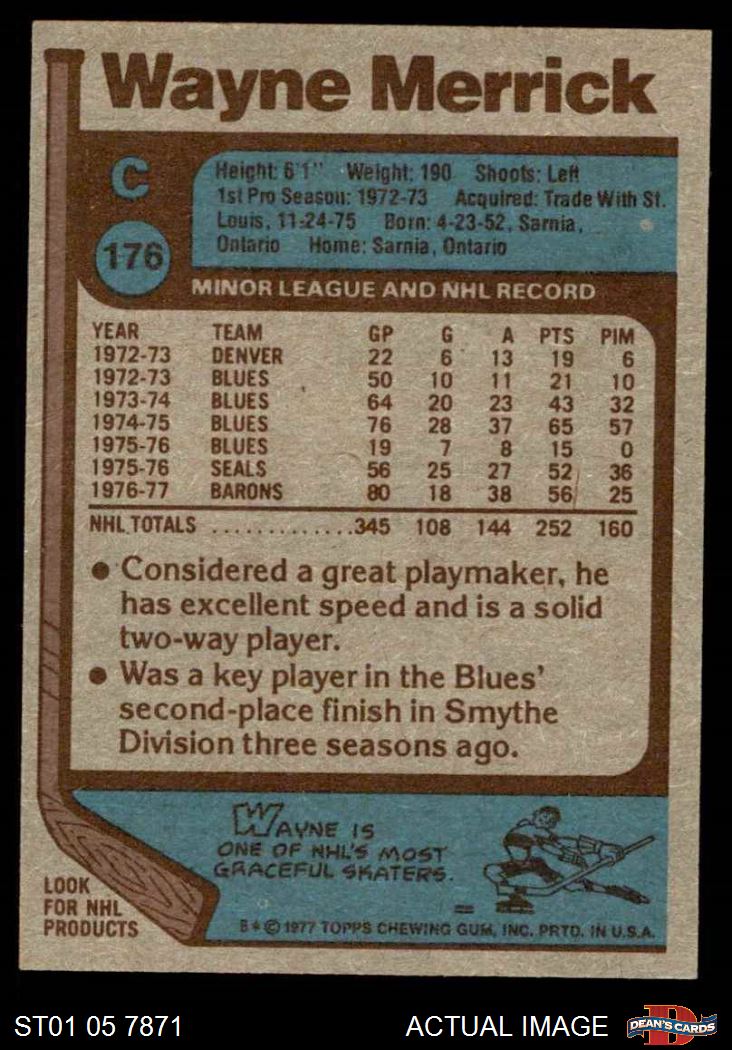 Wayne Merrick
C
176
Height: 6'1" Weight: 190 Shoots: Left
1st Pro Season: 1972-73 Acquired: Trade With St.
Louis, 11-24-75 Born: 4-23-52, Sarnia,
Ontario Home: Sarnia, Ontario
MINOR LEAGUE AND NHL RECORD
YEAR TEAM GP G A PTS PIM
1972-73 DENVER 22 6 13 19 6
1972-73 BLUES 50 10 11 21 10
1973-74 BLUES 64 20 23 43 32
1974-75 BLUES 76 28 37 65 57
1975-76 BLUES 19 7 8 15 0
1975-76 SEALS 56 25 27 52 36
1976-77 BARONS 80 18 38 56 25
NHL TOTALS .............345 108 144 252 160
• Considered a great playmaker, he
has excellent speed and is a solid
two-way player.
• Was a key player in the Blues'
second-place finish in Smythe
Division three seasons ago.
WAYNE IS
ONE OF NHL'S MOST
GRACEFUL SKATERS.
LOOK
FOR NHL
PRODUCTS
B * © 1977 TOPPS CHEWING GUM, INC. PRTD. IN U.S.A.
ST01 05 7871
ACTUAL IMAGE
D
DEAN'S CARDS